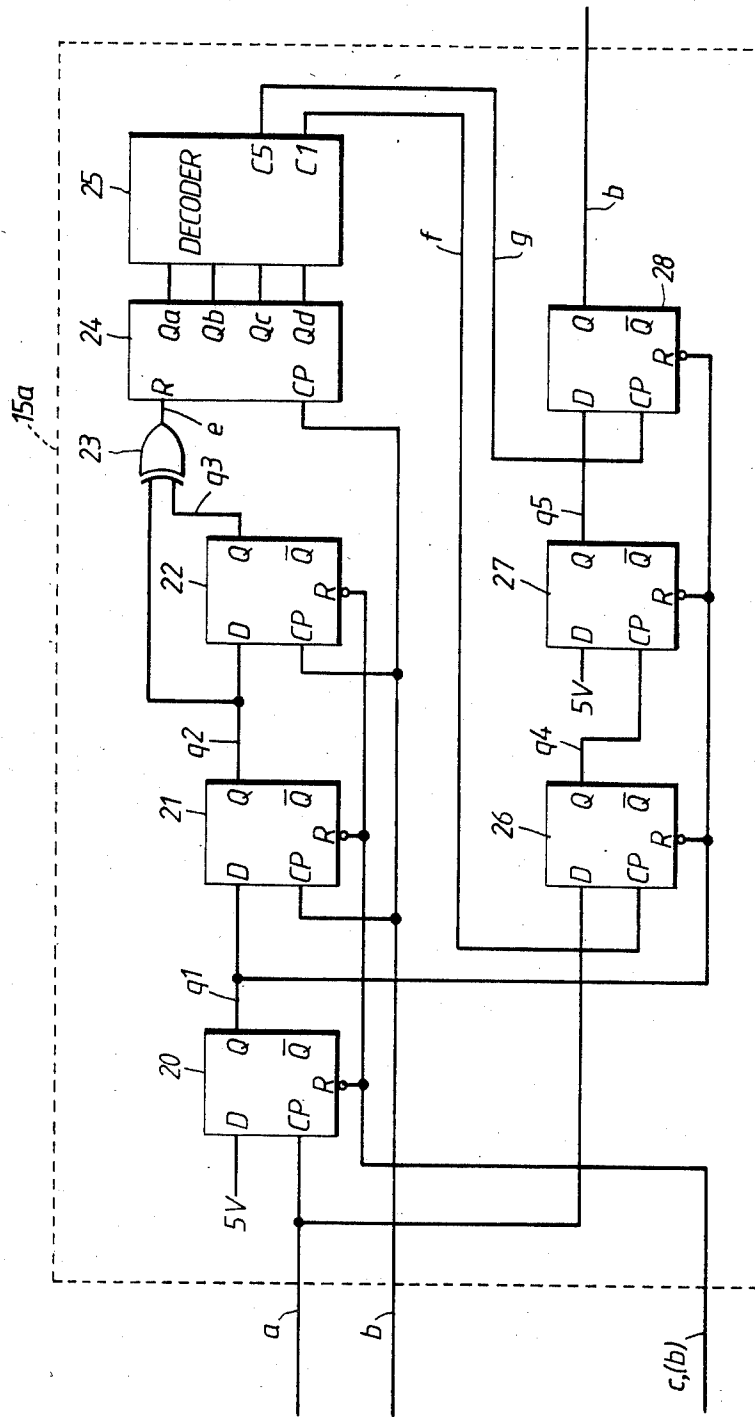 15a
20
5V
D
Q
CP
Q̄
R
q1
21
D
Q
CP
Q̄
R
q2
22
D
Q
CP
Q̄
R
q3
23
e
24
R
Qa
Qb
Qc
CP
Qd
25
DECODER
C5
C1
a
b
c,(b)
f
g
26
D
Q
CP
Q̄
R
q4
27
5V
D
Q
CP
Q̄
R
q5
28
D
Q
CP
Q̄
R
b